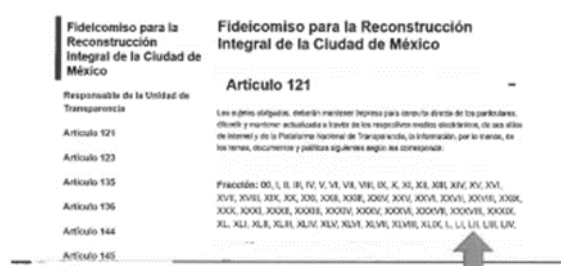 Fideicomiso para la
Reconstrucción
Integral de la Ciudad de
México
Responsable de la Unidad de
Transparencia
Artículo 121
Artículo 123
Artículo 135
Artículo 136
Artículo 144
Artículo 145
Fideicomiso para la Reconstrucción
Integral de la Ciudad de México
Artículo 121
Los sujetos obligados, deberán mantener impresa para consulta directa de los particulares,
difundir y mantener actualizada a través de los respectivos medios electrónicos, de sus sitios
de internet y de la Plataforma Nacional de Transparencia, la información, por lo menos, de
los temas, documentos y políticas siguientes según les corresponda:
Fracción: 00, I, II, III, IV, V, VI, VII, VIII, IX, X, XI, XII, XIII, XIV, XV, XVI,
XVII, XVIII, XIX, XX, XXI, XXII, XXIII, XXIV, XXV, XXVI, XXVII, XXVIII, XXIX,
XXX, XXXI, XXXII, XXXIII, XXXIV, XXXV, XXXVI, XXXVII, XXXVIII, XXXIX,
XL, XLI, XLII, XLIII, XLIV, XLV, XLVI, XLVII, XLVIII, XLIX, L, LI, LII, LIII, LIV,